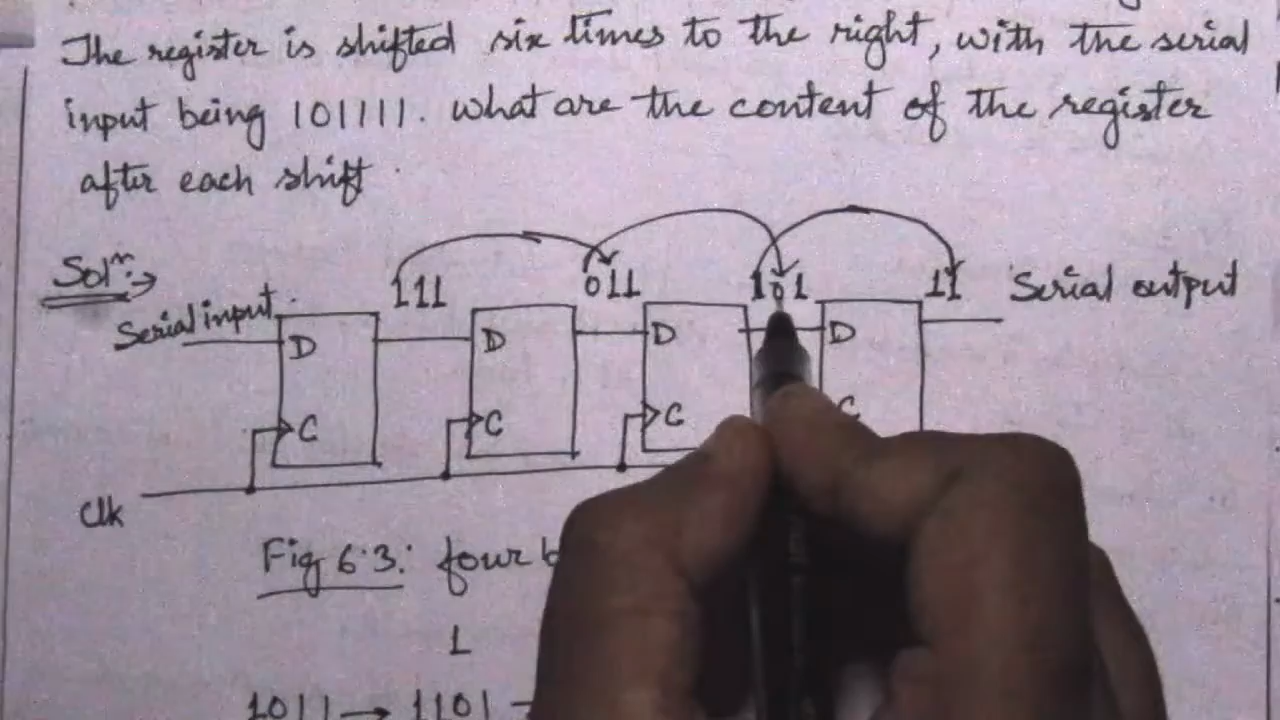 The register is shifted six times to the right, with the serial
input being 101111. What are the content of the register
after each shift
Soln:→
111 011 101 11 Serial output
Serial input
D D D D
C C C C
Clk
Fig 6.3: four b
1
1011 → 1101 →